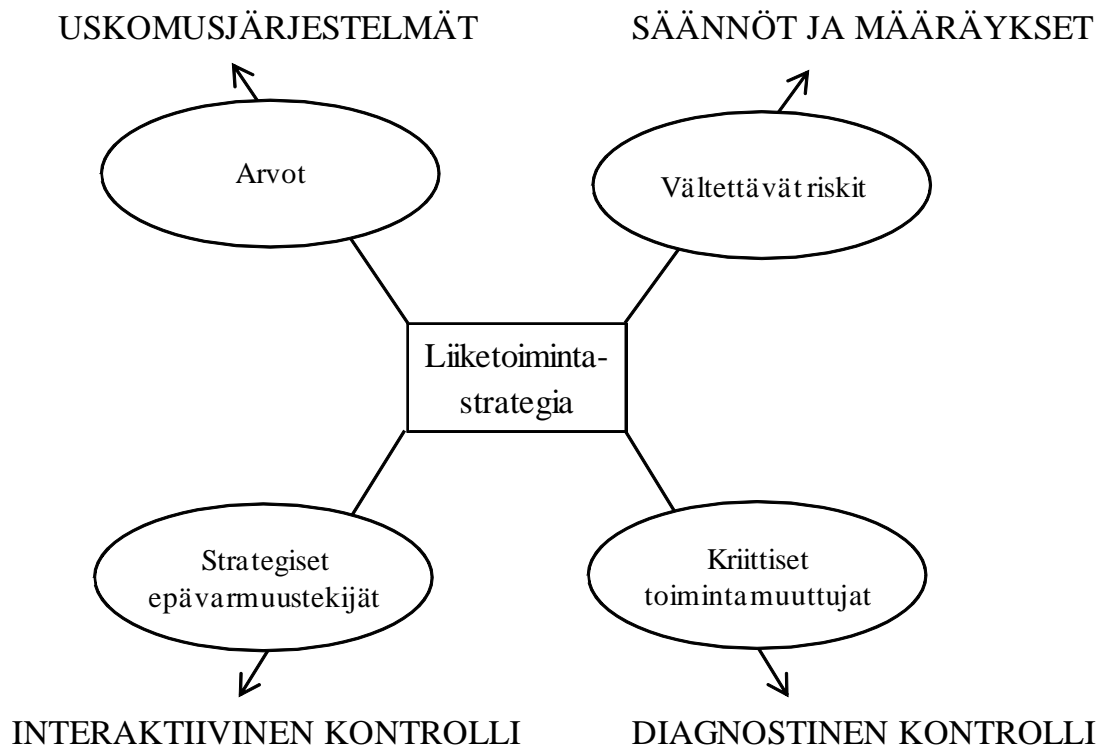 USKOMUSJÄRJESTELMÄT
SÄÄNNÖT JA MÄÄRÄYKSET
Arvot
Vältettävät riskit
Liiketoiminta-
strategia
Strategiset
epävarmuustekijät
Kriittiset
toimintamuuttujat
INTERAKTIIVINEN KONTROLLI
DIAGNOSTINEN KONTROLLI